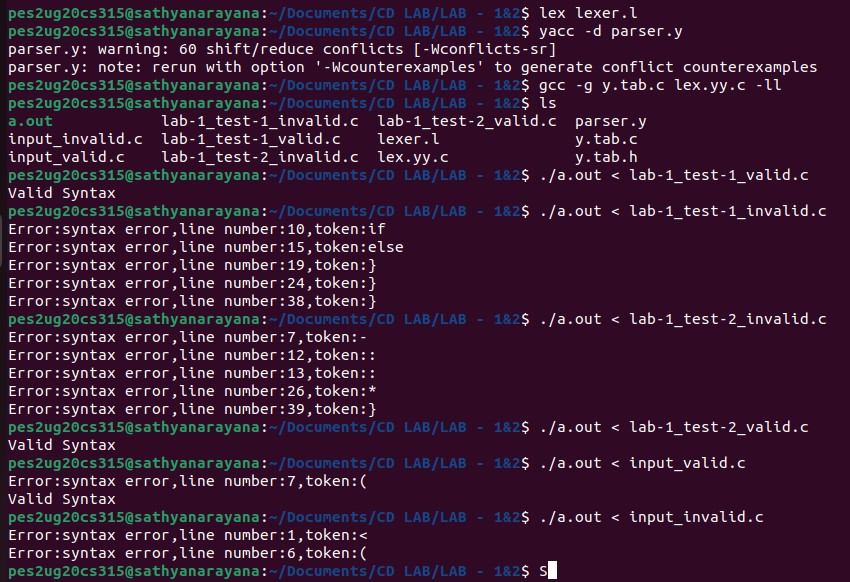 pes2ug20cs315@sathyanarayana:~/Documents/CD LAB/LAB - 1&2$ lex lexer.l
pes2ug20cs315@sathyanarayana:~/Documents/CD LAB/LAB - 1&2$ yacc -d parser.y
parser.y: warning: 60 shift/reduce conflicts [-Wconflicts-sr]
parser.y: note: rerun with option '-Wcounterexamples' to generate conflict counterexamples
pes2ug20cs315@sathyanarayana:~/Documents/CD LAB/LAB - 1&2$ gcc -g y.tab.c lex.yy.c -ll
pes2ug20cs315@sathyanarayana:~/Documents/CD LAB/LAB - 1&2$ ls
a.out            lab-1_test-1_invalid.c  lab-1_test-2_valid.c  parser.y
input_invalid.c  lab-1_test-1_valid.c    lexer.l               y.tab.c
input_valid.c    lab-1_test-2_invalid.c  lex.yy.c              y.tab.h
pes2ug20cs315@sathyanarayana:~/Documents/CD LAB/LAB - 1&2$ ./a.out < lab-1_test-1_valid.c
Valid Syntax
pes2ug20cs315@sathyanarayana:~/Documents/CD LAB/LAB - 1&2$ ./a.out < lab-1_test-1_invalid.c
Error:syntax error,line number:10,token:if
Error:syntax error,line number:15,token:else
Error:syntax error,line number:19,token:}
Error:syntax error,line number:24,token:}
Error:syntax error,line number:38,token:}
pes2ug20cs315@sathyanarayana:~/Documents/CD LAB/LAB - 1&2$ ./a.out < lab-1_test-2_invalid.c
Error:syntax error,line number:7,token:-
Error:syntax error,line number:12,token::
Error:syntax error,line number:13,token::
Error:syntax error,line number:26,token:*
Error:syntax error,line number:39,token:}
pes2ug20cs315@sathyanarayana:~/Documents/CD LAB/LAB - 1&2$ ./a.out < lab-1_test-2_valid.c
Valid Syntax
pes2ug20cs315@sathyanarayana:~/Documents/CD LAB/LAB - 1&2$ ./a.out < input_valid.c
Error:syntax error,line number:7,token:(
Valid Syntax
pes2ug20cs315@sathyanarayana:~/Documents/CD LAB/LAB - 1&2$ ./a.out < input_invalid.c
Error:syntax error,line number:1,token:<
Error:syntax error,line number:6,token:(
pes2ug20cs315@sathyanarayana:~/Documents/CD LAB/LAB - 1&2$ S